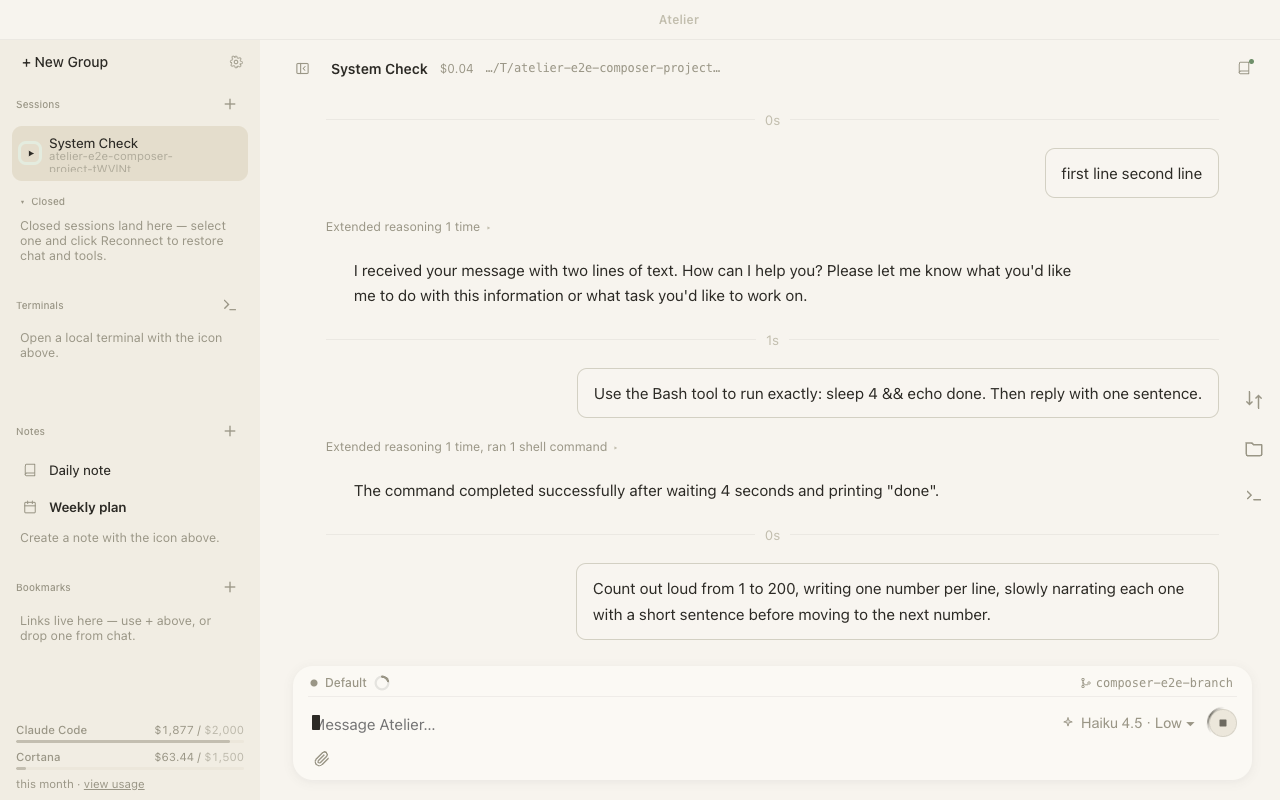 Atelier
+ New Group
Sessions
System Check
atelier-e2e-composer-
project-tWVINt
Closed
Closed sessions land here — select
one and click Reconnect to restore
chat and tools.
Terminals
Open a local terminal with the icon
above.
Notes
Daily note
Weekly plan
Create a note with the icon above.
Bookmarks
Links live here — use + above, or
drop one from chat.
Claude Code $1,877 / $2,000
Cortana $63.44 / $1,500
this month · view usage
System Check $0.04 …/T/atelier-e2e-composer-project…
0s
first line second line
Extended reasoning 1 time
I received your message with two lines of text. How can I help you? Please let me know what you'd like
me to do with this information or what task you'd like to work on.
1s
Use the Bash tool to run exactly: sleep 4 && echo done. Then reply with one sentence.
Extended reasoning 1 time, ran 1 shell command
The command completed successfully after waiting 4 seconds and printing "done".
0s
Count out loud from 1 to 200, writing one number per line, slowly narrating each one
with a short sentence before moving to the next number.
Default
composer-e2e-branch
Message Atelier...
Haiku 4.5 · Low